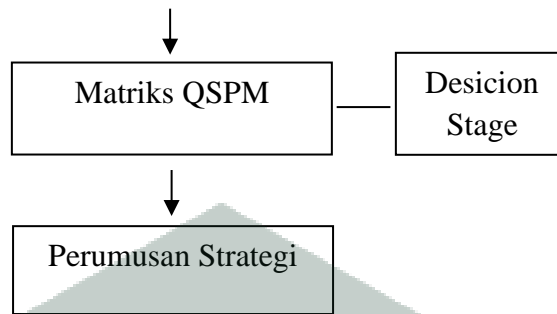 Matriks QSPM
Desicion
Stage
Perumusan Strategi